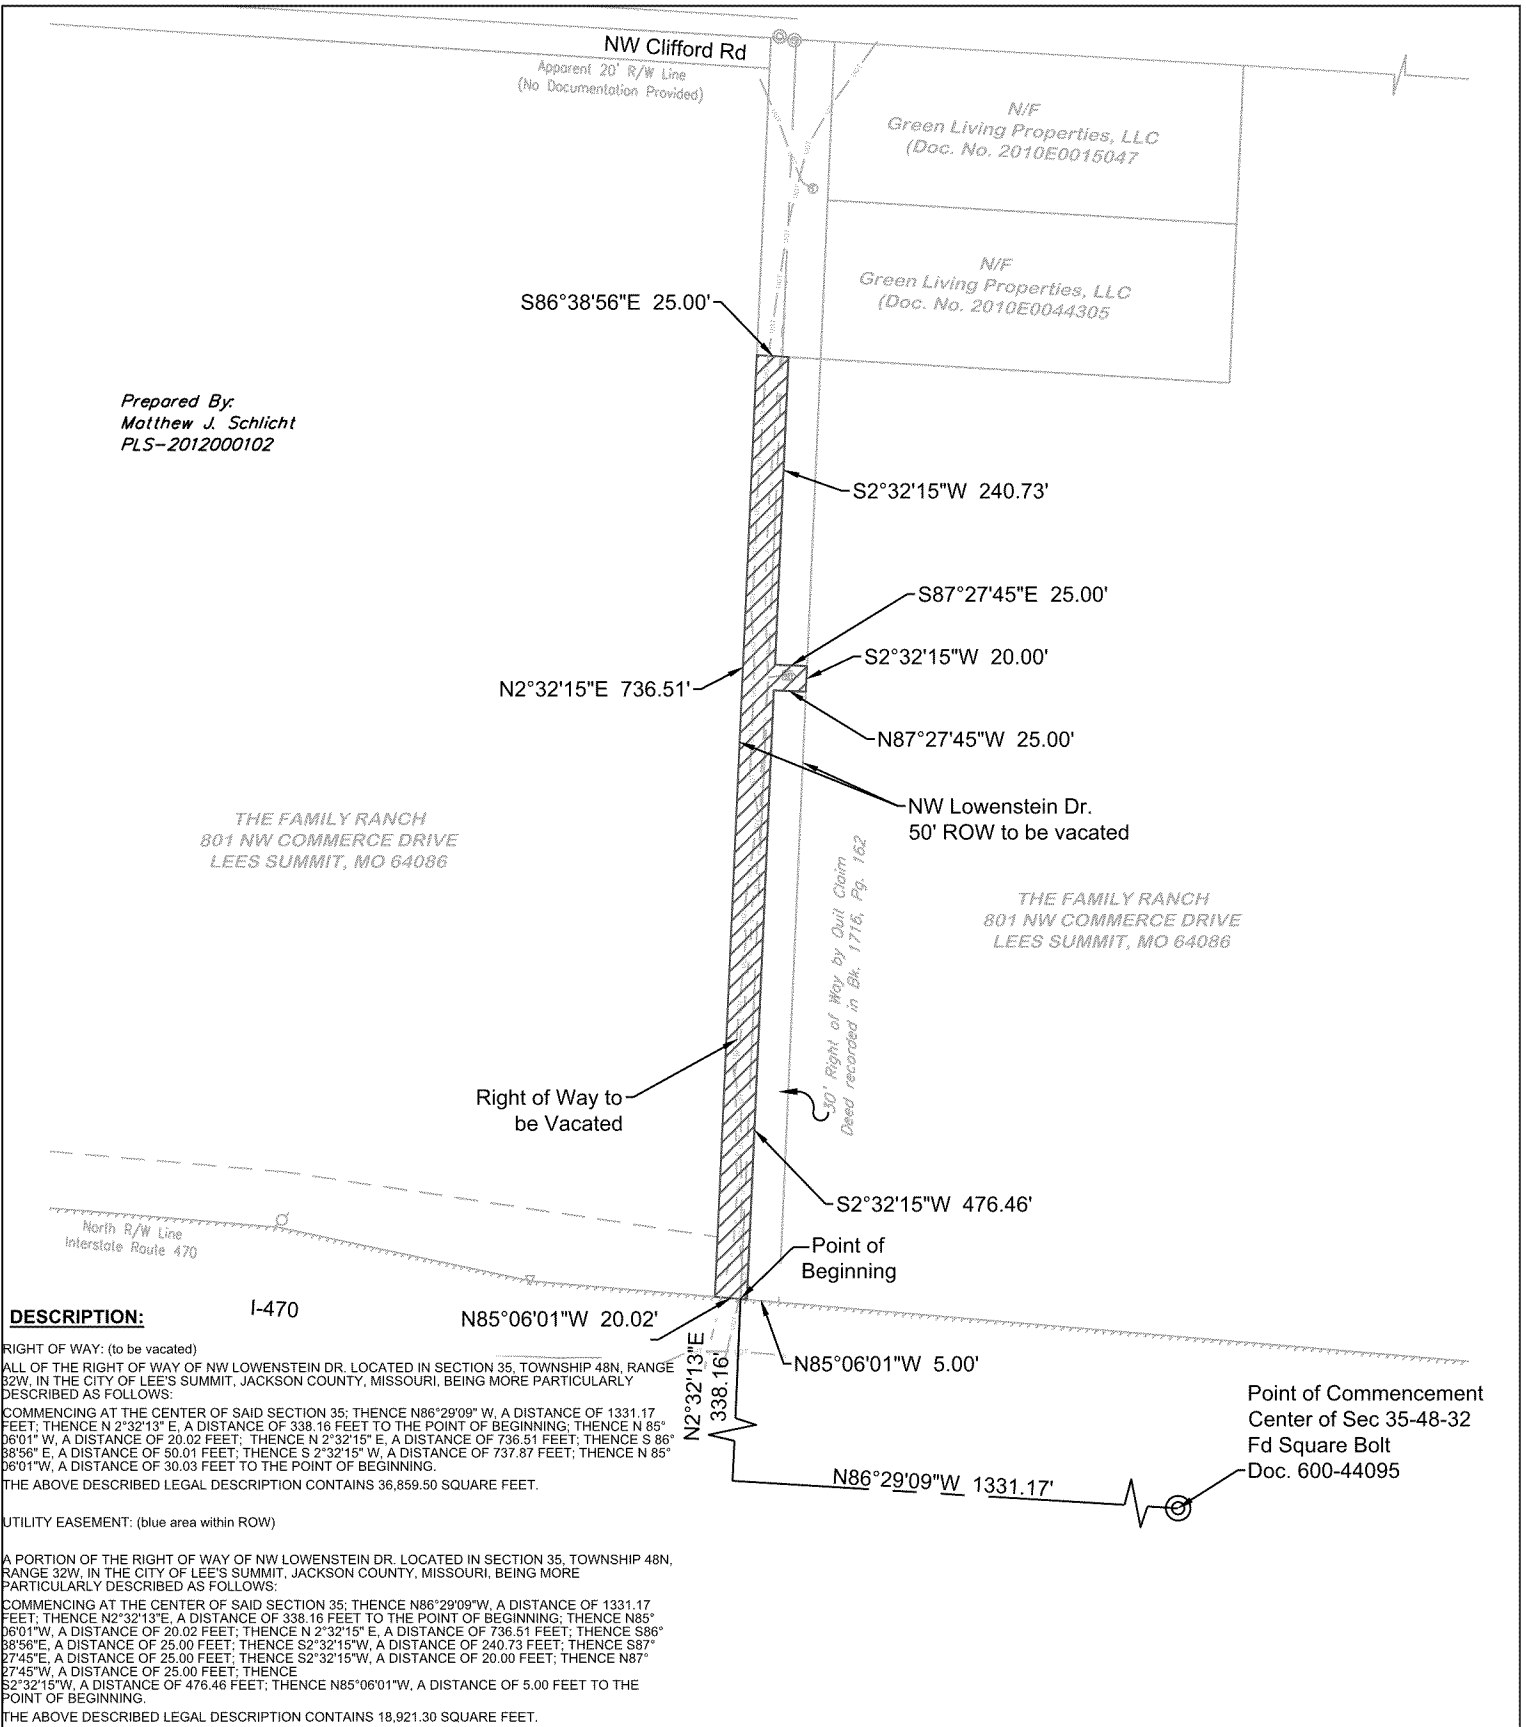 NW Clifford Rd
Apparent 20' R/W Line
(No Documentation Provided)
N/F
Green Living Properties, LLC
(Doc. No. 2010E0015047
N/F
Green Living Properties, LLC
(Doc. No. 2010E0044305
S86°38'56"E 25.00'
Prepared By:
Matthew J. Schlicht
PLS-2012000102
S2°32'15"W 240.73'
S87°27'45"E 25.00'
S2°32'15"W 20.00'
N2°32'15"E 736.51'
N87°27'45"W 25.00'
NW Lowenstein Dr.
50' ROW to be vacated
THE FAMILY RANCH
801 NW COMMERCE DRIVE
LEES SUMMIT, MO 64086
30' Right of Way by Quit Claim
Deed recorded in Bk. 1716, Pg. 162
THE FAMILY RANCH
801 NW COMMERCE DRIVE
LEES SUMMIT, MO 64086
Right of Way to
be Vacated
S2°32'15"W 476.46'
North R/W Line
Interstate Route 470
Point of
Beginning
I-470
N85°06'01"W 20.02'
N85°06'01"W 5.00'
N2°32'13"E
338.16'
Point of Commencement
Center of Sec 35-48-32
Fd Square Bolt
Doc. 600-44095
N86°29'09"W 1331.17'
DESCRIPTION:
RIGHT OF WAY: (to be vacated)
ALL OF THE RIGHT OF WAY OF NW LOWENSTEIN DR. LOCATED IN SECTION 35, TOWNSHIP 48N, RANGE
32W, IN THE CITY OF LEE'S SUMMIT, JACKSON COUNTY, MISSOURI, BEING MORE PARTICULARLY
DESCRIBED AS FOLLOWS:
COMMENCING AT THE CENTER OF SAID SECTION 35; THENCE N86°29'09" W, A DISTANCE OF 1331.17
FEET; THENCE N 2°32'13" E, A DISTANCE OF 338.16 FEET TO THE POINT OF BEGINNING; THENCE N 85°
06'01" W, A DISTANCE OF 20.02 FEET; THENCE N 2°32'15" E, A DISTANCE OF 736.51 FEET; THENCE S 86°
38'56" E, A DISTANCE OF 50.01 FEET; THENCE S 2°32'15" W, A DISTANCE OF 737.87 FEET; THENCE N 85°
06'01"W, A DISTANCE OF 30.03 FEET TO THE POINT OF BEGINNING.
THE ABOVE DESCRIBED LEGAL DESCRIPTION CONTAINS 36,859.50 SQUARE FEET.
UTILITY EASEMENT: (blue area within ROW)
A PORTION OF THE RIGHT OF WAY OF NW LOWENSTEIN DR. LOCATED IN SECTION 35, TOWNSHIP 48N,
RANGE 32W, IN THE CITY OF LEE'S SUMMIT, JACKSON COUNTY, MISSOURI, BEING MORE
PARTICULARLY DESCRIBED AS FOLLOWS:
COMMENCING AT THE CENTER OF SAID SECTION 35; THENCE N86°29'09"W, A DISTANCE OF 1331.17
FEET; THENCE N2°32'13"E, A DISTANCE OF 338.16 FEET TO THE POINT OF BEGINNING; THENCE N85°
06'01"W, A DISTANCE OF 20.02 FEET; THENCE N 2°32'15" E, A DISTANCE OF 736.51 FEET; THENCE S86°
38'56"E, A DISTANCE OF 25.00 FEET; THENCE S2°32'15"W, A DISTANCE OF 240.73 FEET; THENCE S87°
27'45"E, A DISTANCE OF 25.00 FEET; THENCE S2°32'15"W, A DISTANCE OF 20.00 FEET; THENCE N87°
27'45"W, A DISTANCE OF 25.00 FEET; THENCE
S2°32'15"W, A DISTANCE OF 476.46 FEET; THENCE N85°06'01"W, A DISTANCE OF 5.00 FEET TO THE
POINT OF BEGINNING.
THE ABOVE DESCRIBED LEGAL DESCRIPTION CONTAINS 18,921.30 SQUARE FEET.